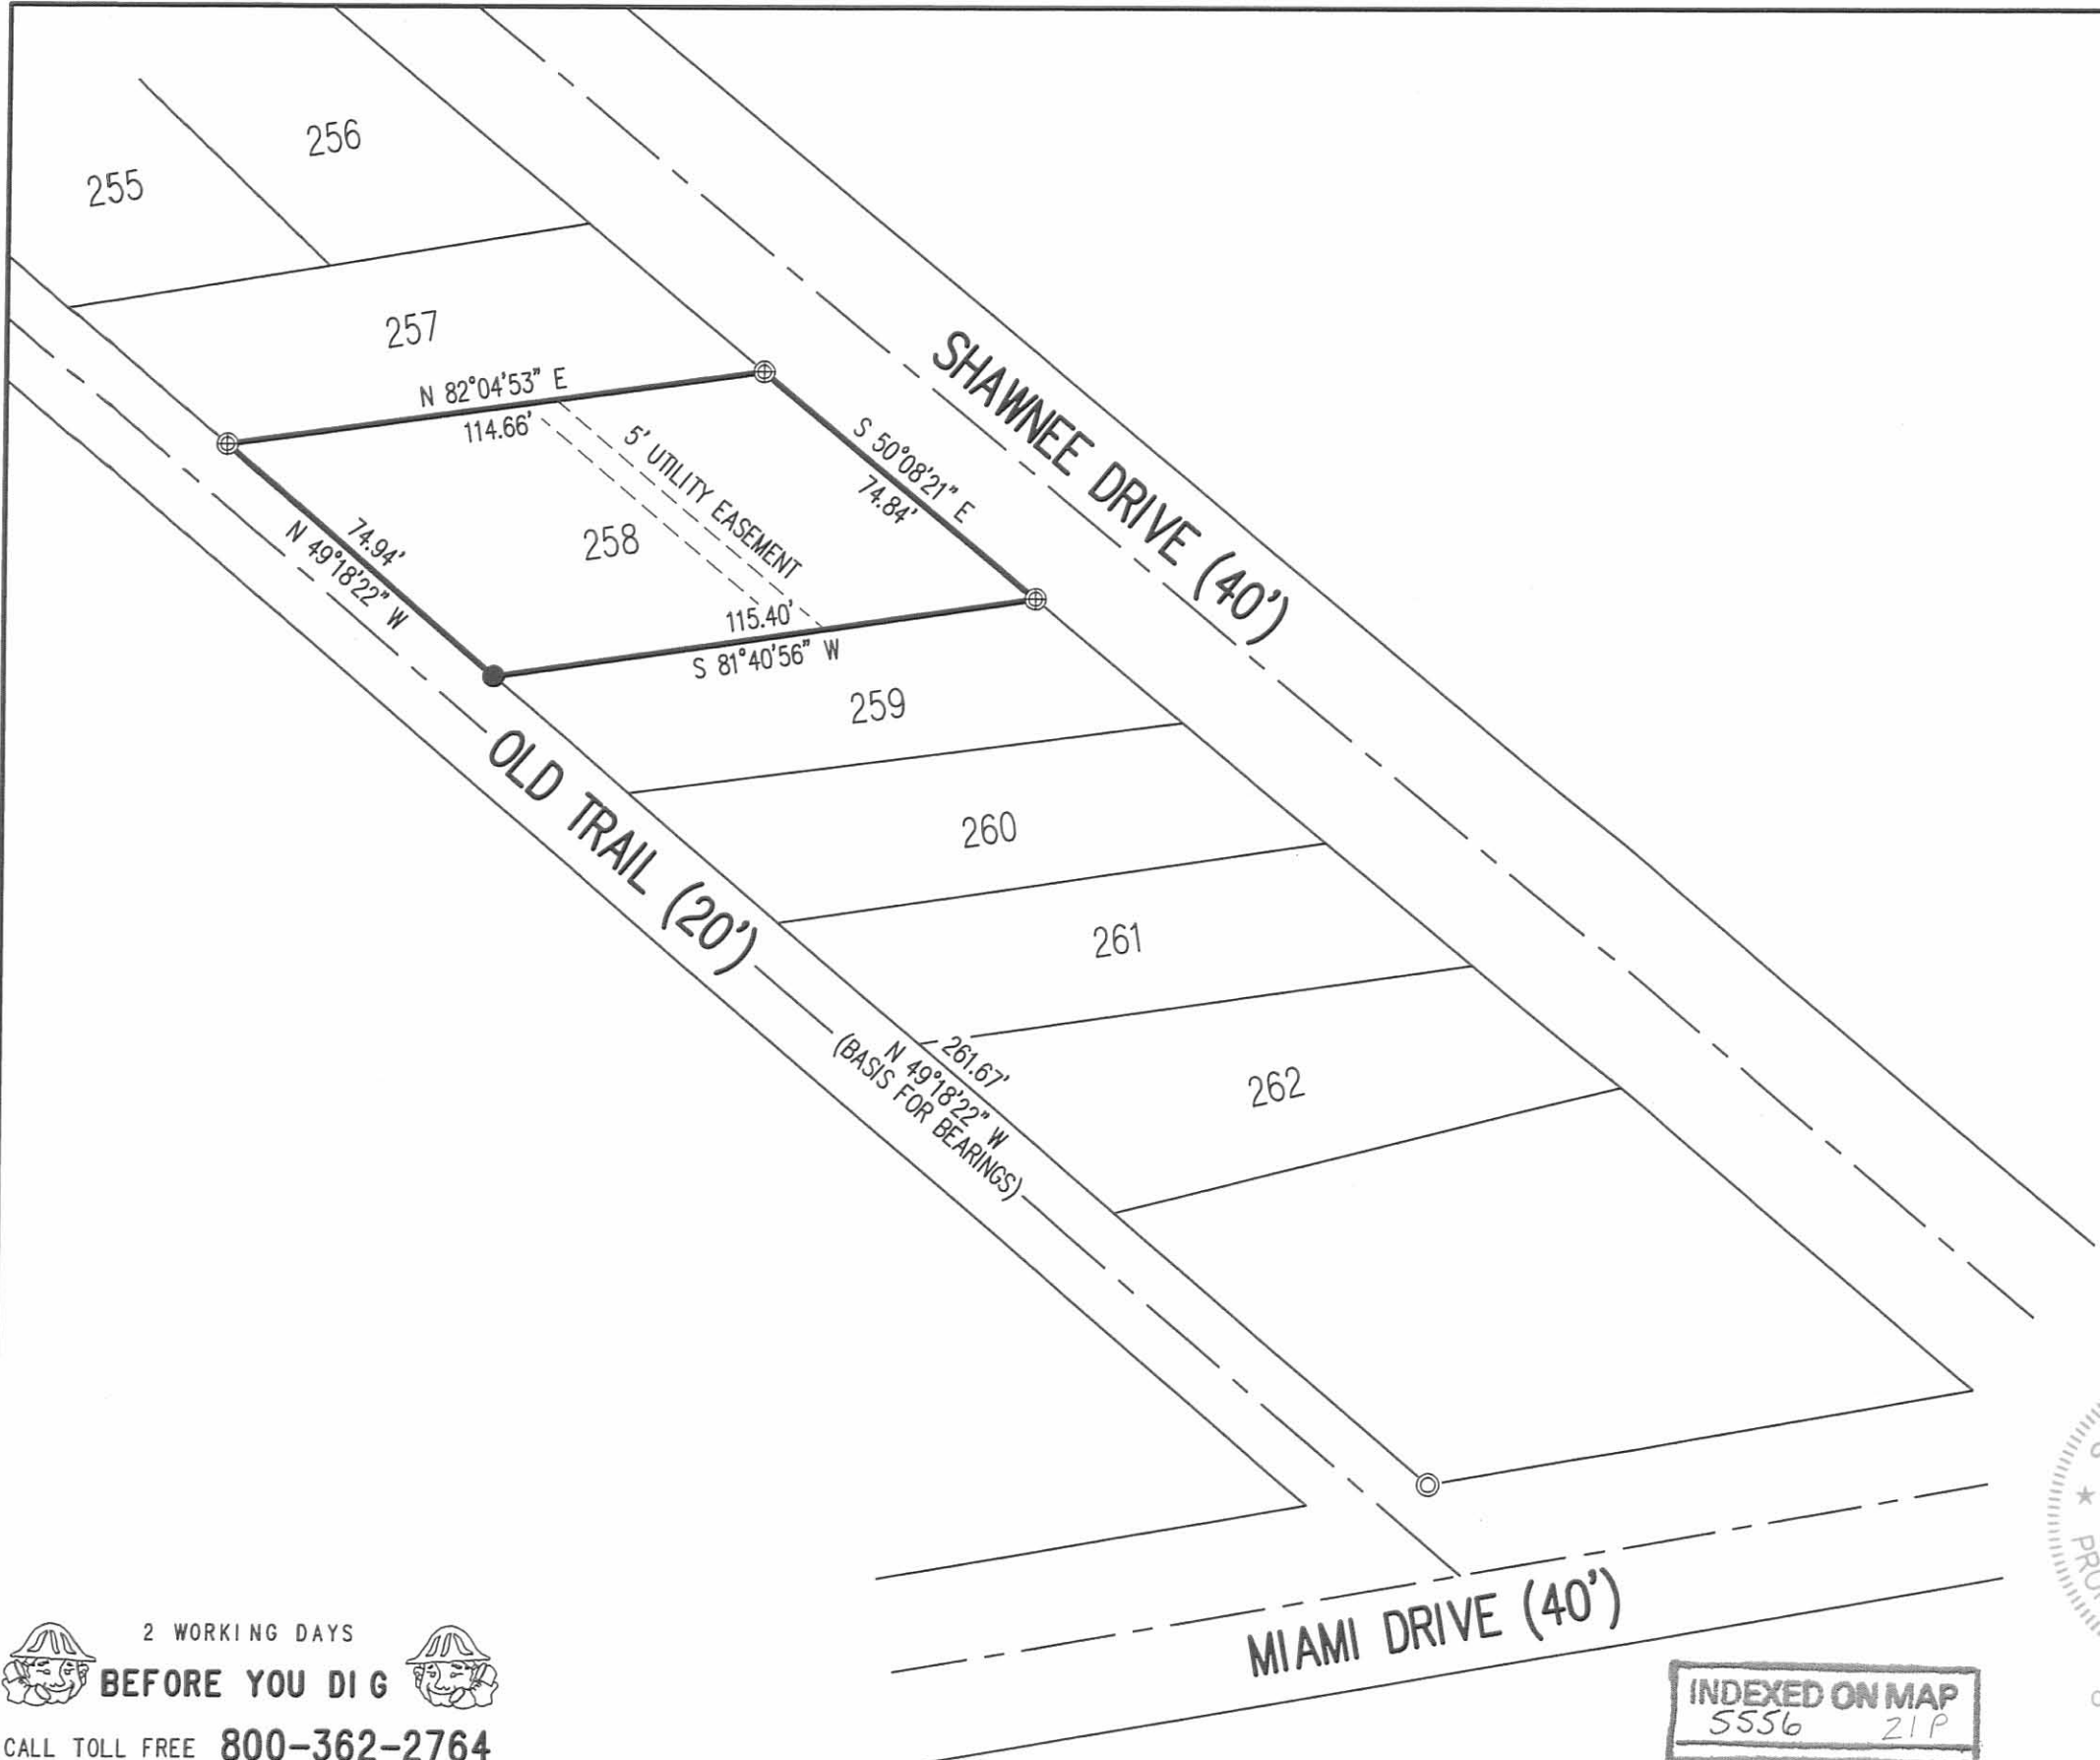 256
255
257
N 82°04'53" E
114.66'
5' UTILITY EASEMENT
S 50°08'21" E
74.84'
SHAWNEE DRIVE (40')
74.94'
N 49°18'22" W
258
115.40'
S 81°40'56" W
259
OLD TRAIL (20')
260
261
261.67'
N 49°18'22" W
(BASIS FOR BEARINGS)
262
MIAMI DRIVE (40')
2 WORKING DAYS
BEFORE YOU DIG
CALL TOLL FREE 800-362-2764
INDEXED ON MAP
5556 21P